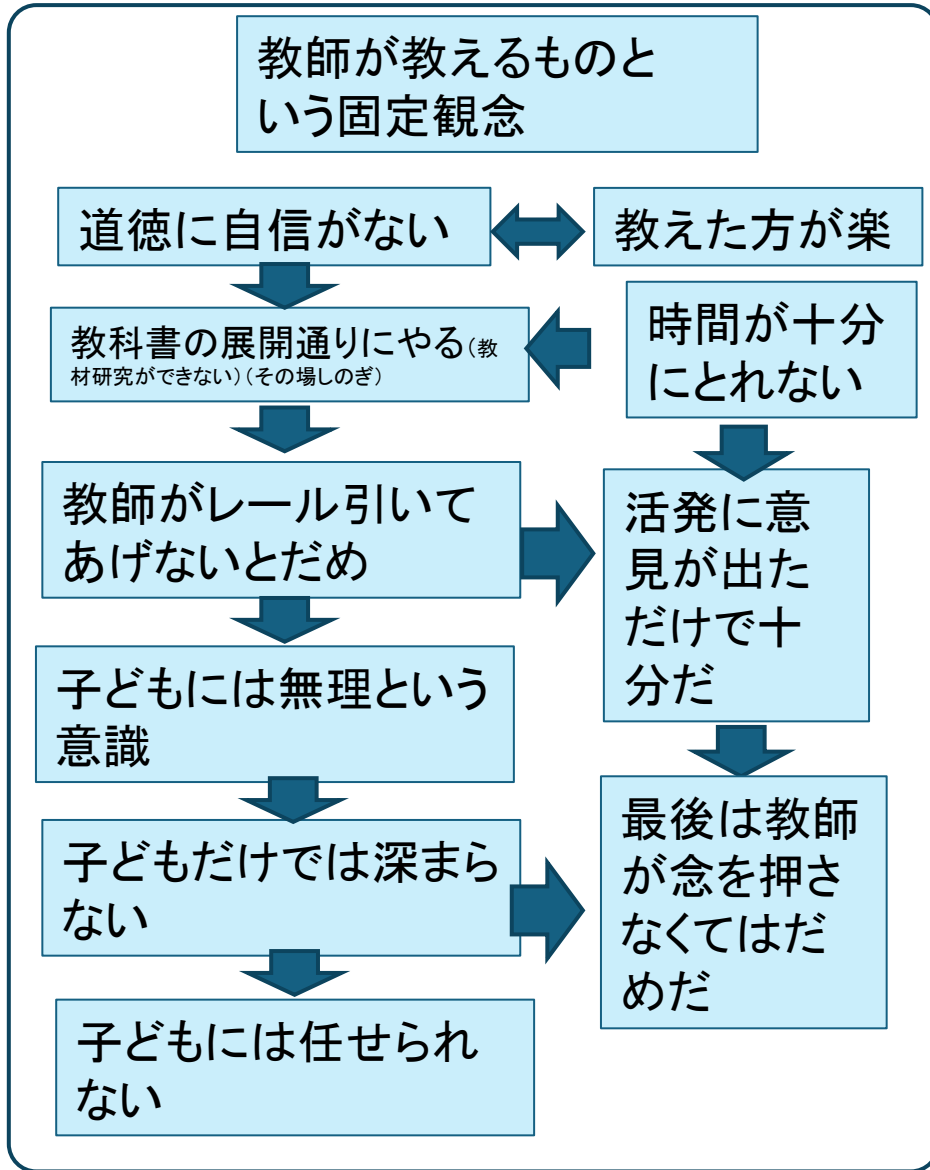 教師が教えるものと
いう固定観念
道徳に自信がない
教えた方が楽
教科書の展開通りにやる(教
材研究ができない)(その場しのぎ)
時間が十分
にとれない
教師がレール引いて
あげないとだめ
活発に意
見が出た
だけで十
分だ
子どもには無理という
意識
子どもだけでは深まら
ない
最後は教師
が念を押さ
なくてはだ
めだ
子どもには任せられ
ない